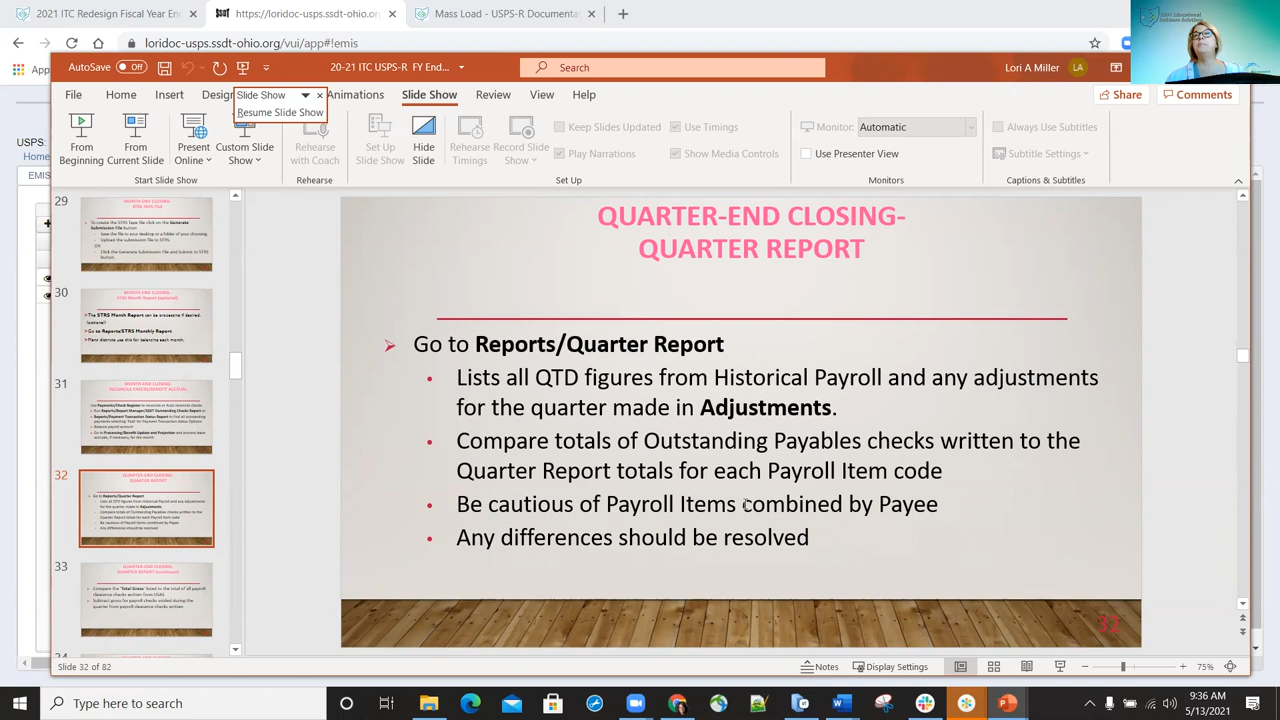 2021 ITC Redesign Fiscal Year En
https://loridoc-usps.ssdt-ohio.or
Mass Load - USPS-R Documentat
loridoc-usps.ssdt-ohio.org/vui/app#!emis
AutoSave Off
20-21 ITC USPS-R FY End...
Search
Lori A Miller
LA
File Home Insert Desig
Slide Show
Resume Slide Show
Animations Slide Show Review View Help
Share
Comments
From Beginning
From Current Slide
Present Online
Custom Slide Show
Start Slide Show
Rehearse with Coach
Rehearse
Set Up Slide Show
Hide Slide
Rehearse Timings
Record Slide Show
Keep Slides Updated
Play Narrations
Use Timings
Show Media Controls
Set Up
Monitor: Automatic
Use Presenter View
Monitors
Always Use Subtitles
Subtitle Settings
Captions & Subtitles
USPS:
Home
EMIS
29
30
31
32
33
QUARTER-END CLOSING-
QUARTER REPORT
Go to Reports/Quarter Report
Lists all QTD figures from Historical Payroll and any adjustments
for the quarter made in Adjustments.
Compare totals of Outstanding Payables checks written to the
Quarter Report totals for each Payroll Item code
Be cautious of Payroll Items combined by Payee
Any differences should be resolved
32
Slide 32 of 82
Notes
Display Settings
75%
Type here to search
9:36 AM
5/13/2021